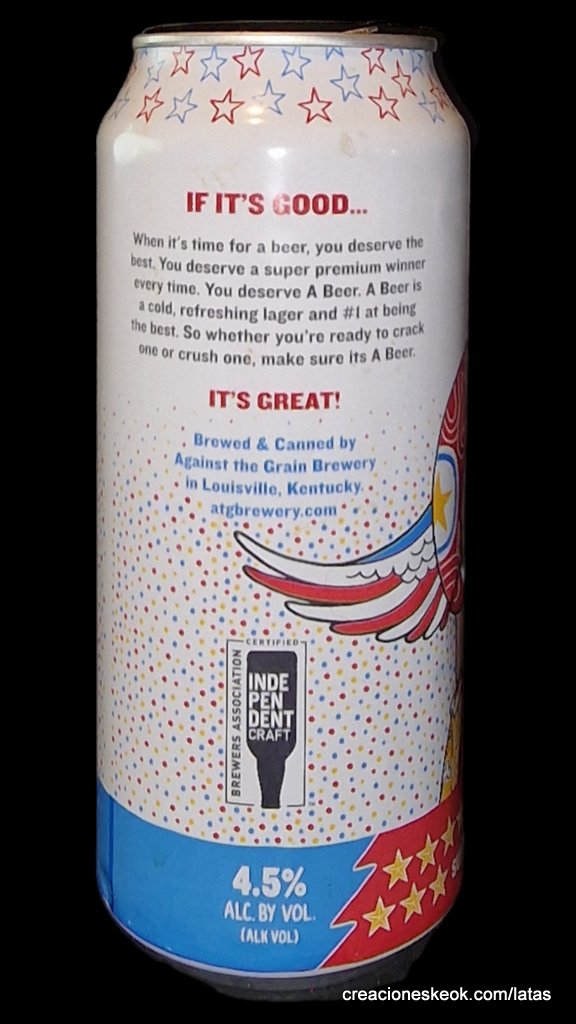 IF IT'S GOOD...
When it's time for a beer, you deserve the
best. You deserve a super premium winner
every time. You deserve A Beer. A Beer is
a cold, refreshing lager and #1 at being
the best. So whether you're ready to crack
one or crush one, make sure its A Beer.
IT'S GREAT!
Brewed & Canned by
Against the Grain Brewery
in Louisville, Kentucky.
atgbrewery.com
CERTIFIED
BREWERS ASSOCIATION
INDE
PEN
DENT
CRAFT
4.5%
ALC. BY VOL.
(ALK VOL)
creacioneskeok.com/latas